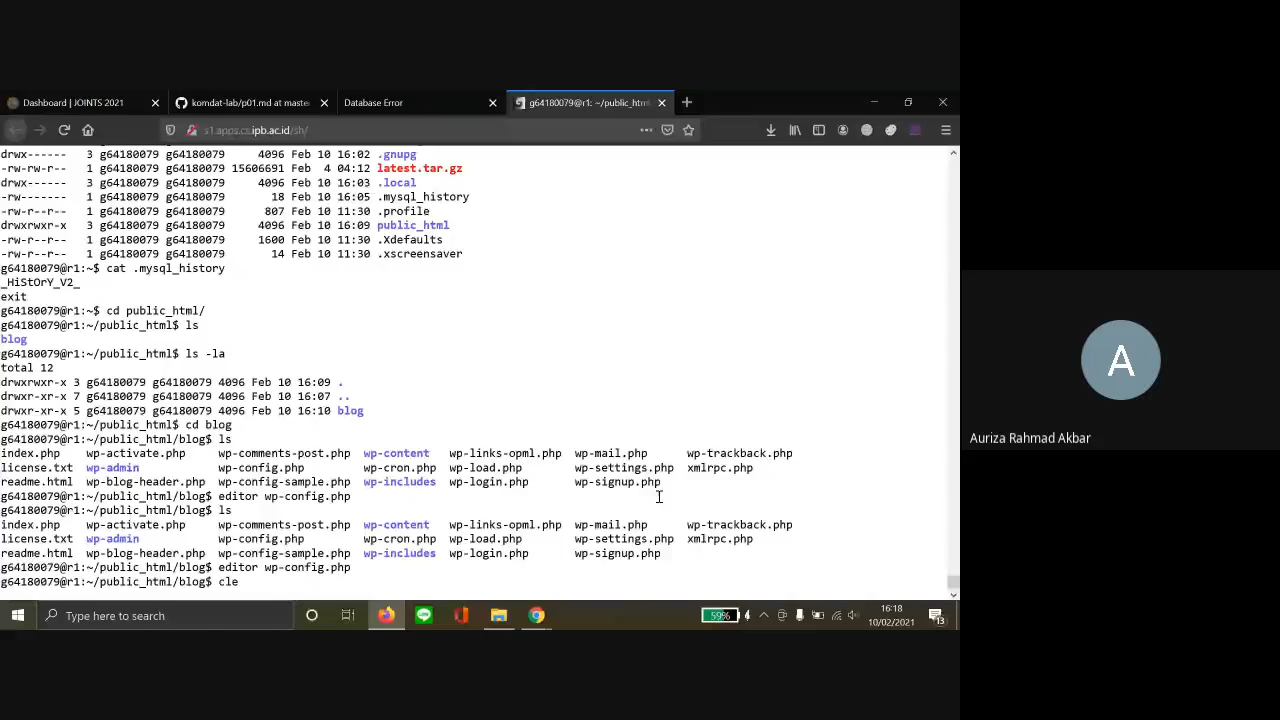 Dashboard | JOINTS 2021
komdat-lab/p01.md at maste
Database Error
g64180079@r1: ~/public_htm
s1.apps.cs.ipb.ac.id/sh/
drwx------ 3 g64180079 g64180079 4096 Feb 10 16:02 .gnupg
-rw-rw-r-- 1 g64180079 g64180079 15606691 Feb 4 04:12 latest.tar.gz
drwx------ 3 g64180079 g64180079 4096 Feb 10 16:03 .local
-rw------- 1 g64180079 g64180079 18 Feb 10 16:05 .mysql_history
-rw-r--r-- 1 g64180079 g64180079 807 Feb 10 11:30 .profile
drwxrwxr-x 3 g64180079 g64180079 4096 Feb 10 16:09 public_html
-rw-r--r-- 1 g64180079 g64180079 1600 Feb 10 11:30 .Xdefaults
-rw-r--r-- 1 g64180079 g64180079 14 Feb 10 11:30 .xscreensaver
g64180079@r1:~$ cat .mysql_history
_HiStOrY_V2_
exit
g64180079@r1:~$ cd public_html/
g64180079@r1:~/public_html$ ls
blog
g64180079@r1:~/public_html$ ls -la
total 12
drwxrwxr-x 3 g64180079 g64180079 4096 Feb 10 16:09 .
drwxr-xr-x 7 g64180079 g64180079 4096 Feb 10 16:07 ..
drwxr-xr-x 5 g64180079 g64180079 4096 Feb 10 16:10 blog
g64180079@r1:~/public_html$ cd blog
g64180079@r1:~/public_html/blog$ ls
index.php wp-activate.php wp-comments-post.php wp-content wp-links-opml.php wp-mail.php wp-trackback.php
license.txt wp-admin wp-config.php wp-cron.php wp-load.php wp-settings.php xmlrpc.php
readme.html wp-blog-header.php wp-config-sample.php wp-includes wp-login.php wp-signup.php
g64180079@r1:~/public_html/blog$ editor wp-config.php
g64180079@r1:~/public_html/blog$ ls
index.php wp-activate.php wp-comments-post.php wp-content wp-links-opml.php wp-mail.php wp-trackback.php
license.txt wp-admin wp-config.php wp-cron.php wp-load.php wp-settings.php xmlrpc.php
readme.html wp-blog-header.php wp-config-sample.php wp-includes wp-login.php wp-signup.php
g64180079@r1:~/public_html/blog$ editor wp-config.php
g64180079@r1:~/public_html/blog$ cle
Type here to search
59%
16:18
10/02/2021
13
A
Auriza Rahmad Akbar